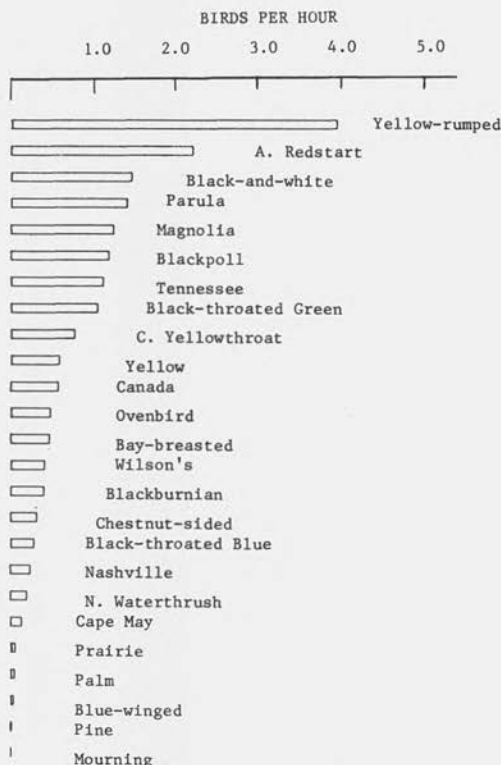 BIRDS PER HOUR
1.0 2.0 3.0 4.0 5.0
Yellow-rumped
A. Redstart
Black-and-white
Parula
Magnolia
Blackpoll
Tennessee
Black-throated Green
C. Yellowthroat
Yellow
Canada
Ovenbird
Bay-breasted
Wilson's
Blackburnian
Chestnut-sided
Black-throated Blue
Nashville
N. Waterthrush
Cape May
Prairie
Palm
Blue-winged
Pine
Mourning